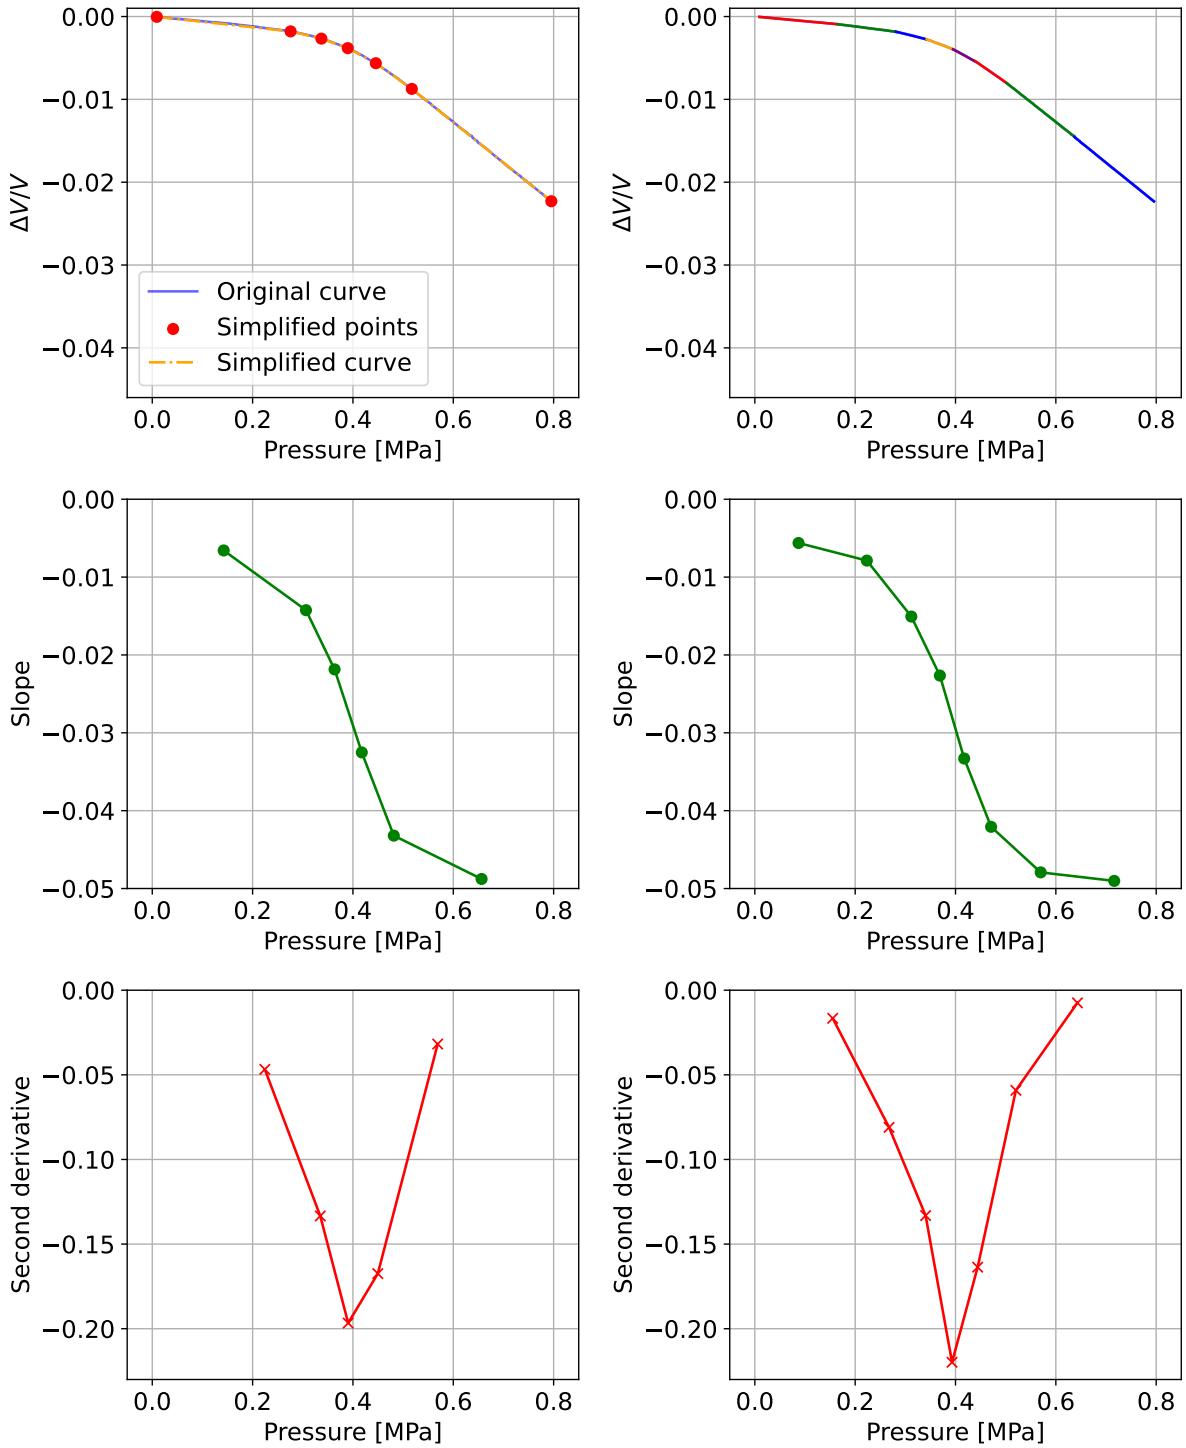 0.00
−0.01
−0.02
−0.03
−0.04
ΔV/V
Original curve
Simplified points
Simplified curve
0.0 0.2 0.4 0.6 0.8
Pressure [MPa]
0.00
−0.01
−0.02
−0.03
−0.04
ΔV/V
0.0 0.2 0.4 0.6 0.8
Pressure [MPa]
0.00
−0.01
−0.02
−0.03
−0.04
−0.05
Slope
0.0 0.2 0.4 0.6 0.8
Pressure [MPa]
0.00
−0.01
−0.02
−0.03
−0.04
−0.05
Slope
0.0 0.2 0.4 0.6 0.8
Pressure [MPa]
0.00
−0.05
−0.10
−0.15
−0.20
Second derivative
0.0 0.2 0.4 0.6 0.8
Pressure [MPa]
0.00
−0.05
−0.10
−0.15
−0.20
Second derivative
0.0 0.2 0.4 0.6 0.8
Pressure [MPa]